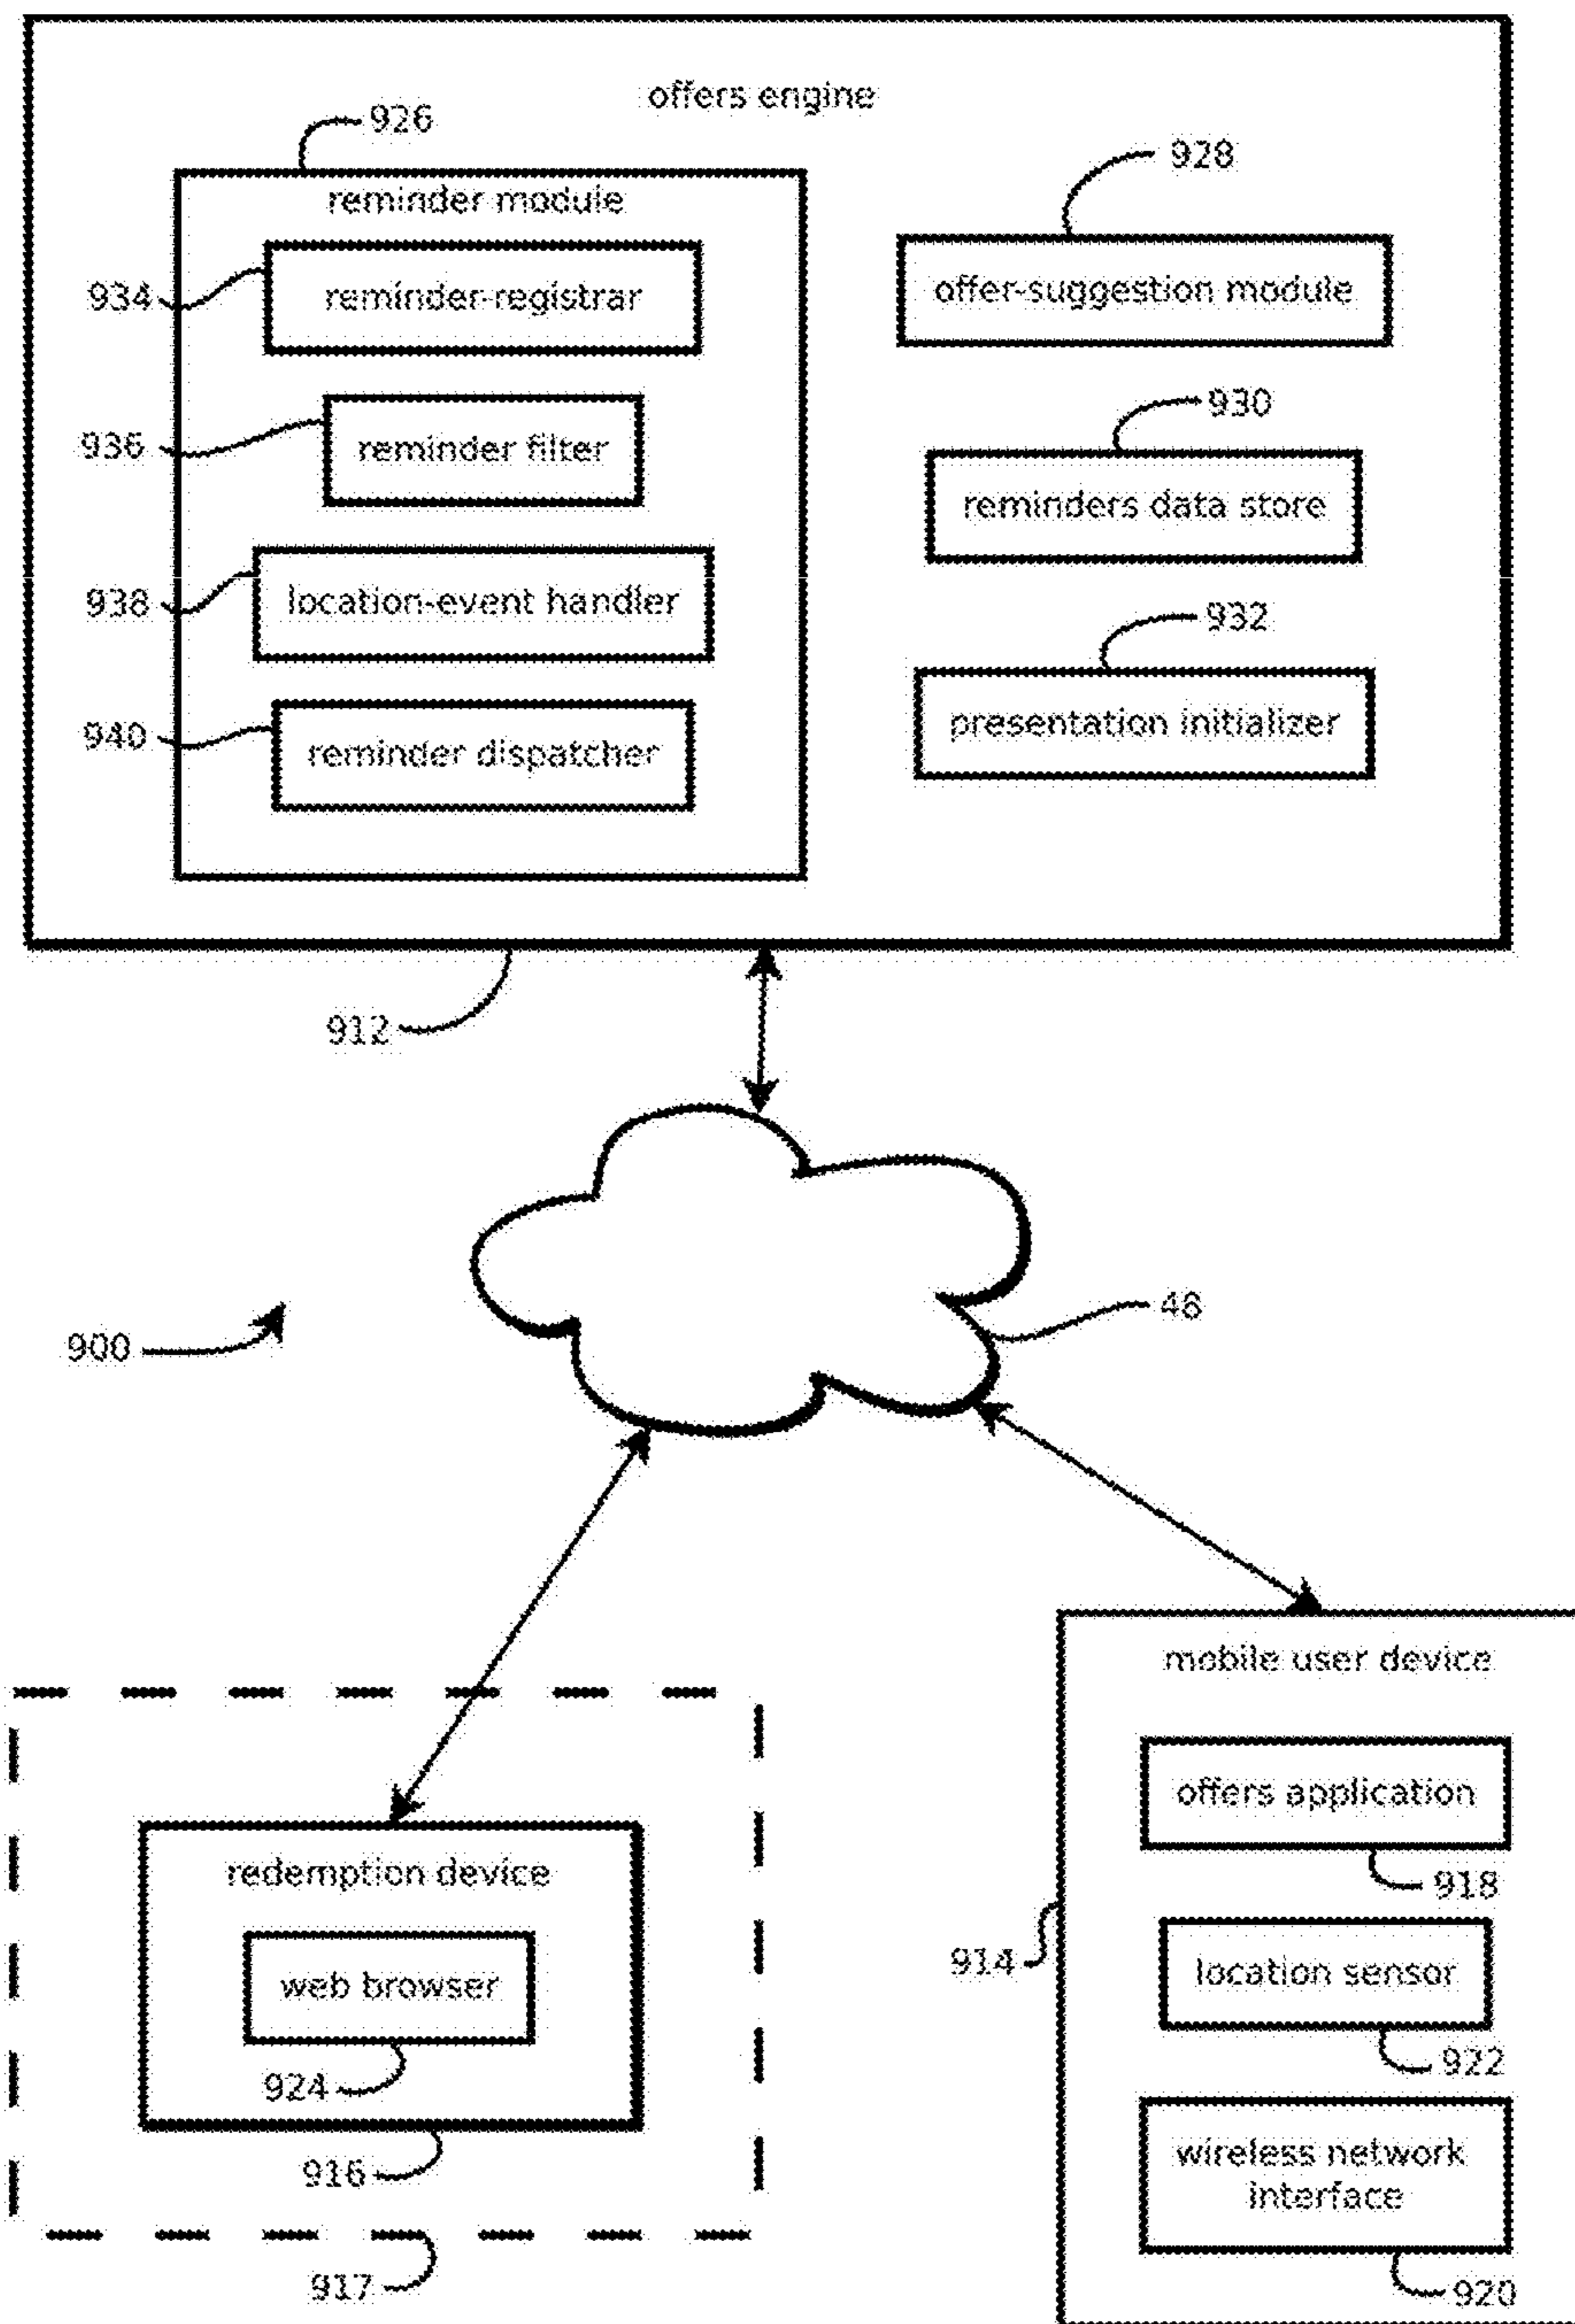 offers engine
926
928
reminder module
934
reminder-registrar
offer-suggestion module
930
936
reminder filter
reminders data store
938
location-event handler
932
940
reminder dispatcher
presentation initializer
912
48
900
mobile user device
offers application
redemption device
918
914
location sensor
web browser
922
924
wireless network
interface
916
917
920